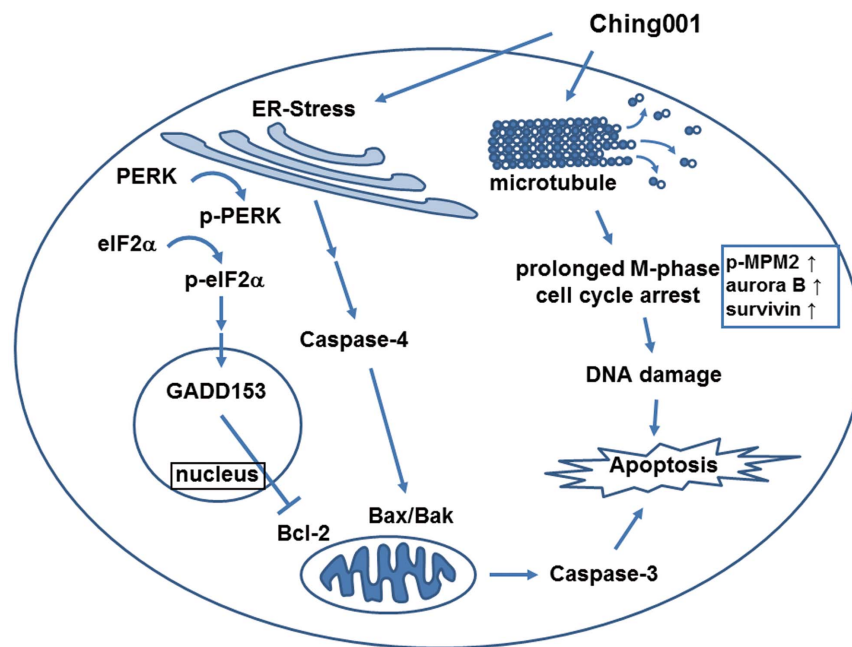 Ching001
ER-Stress
PERK
p-PERK
eIF2α
p-eIF2α
GADD153
nucleus
Bcl-2
Caspase-4
Bax/Bak
Caspase-3
microtubule
prolonged M-phase
cell cycle arrest
p-MPM2 ↑
aurora B ↑
survivin ↑
DNA damage
Apoptosis